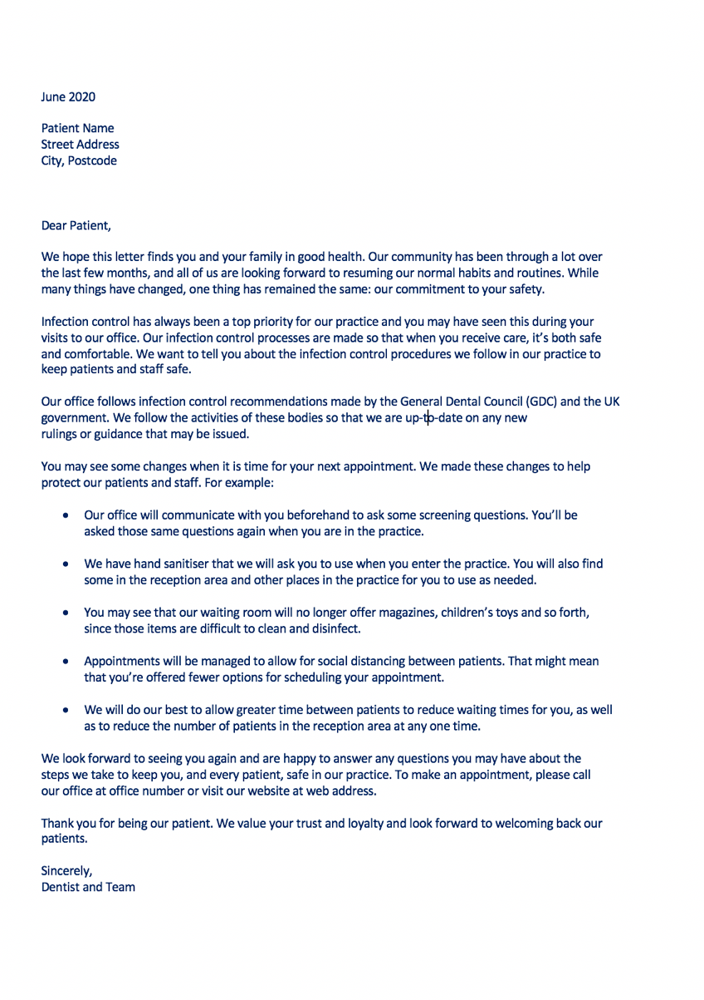 June 2020
Patient Name
Street Address
City, Postcode
Dear Patient,
We hope this letter finds you and your family in good health. Our community has been through a lot over
the last few months, and all of us are looking forward to resuming our normal habits and routines. While
many things have changed, one thing has remained the same: our commitment to your safety.
Infection control has always been a top priority for our practice and you may have seen this during your
visits to our office. Our infection control processes are made so that when you receive care, it’s both safe
and comfortable. We want to tell you about the infection control procedures we follow in our practice to
keep patients and staff safe.
Our office follows infection control recommendations made by the General Dental Council (GDC) and the UK
government. We follow the activities of these bodies so that we are up-to-date on any new
rulings or guidance that may be issued.
You may see some changes when it is time for your next appointment. We made these changes to help
protect our patients and staff. For example:
• Our office will communicate with you beforehand to ask some screening questions. You’ll be
asked those same questions again when you are in the practice.
• We have hand sanitiser that we will ask you to use when you enter the practice. You will also find
some in the reception area and other places in the practice for you to use as needed.
• You may see that our waiting room will no longer offer magazines, children’s toys and so forth,
since those items are difficult to clean and disinfect.
• Appointments will be managed to allow for social distancing between patients. That might mean
that you’re offered fewer options for scheduling your appointment.
• We will do our best to allow greater time between patients to reduce waiting times for you, as well
as to reduce the number of patients in the reception area at any one time.
We look forward to seeing you again and are happy to answer any questions you may have about the
steps we take to keep you, and every patient, safe in our practice. To make an appointment, please call
our office at office number or visit our website at web address.
Thank you for being our patient. We value your trust and loyalty and look forward to welcoming back our
patients.
Sincerely,
Dentist and Team